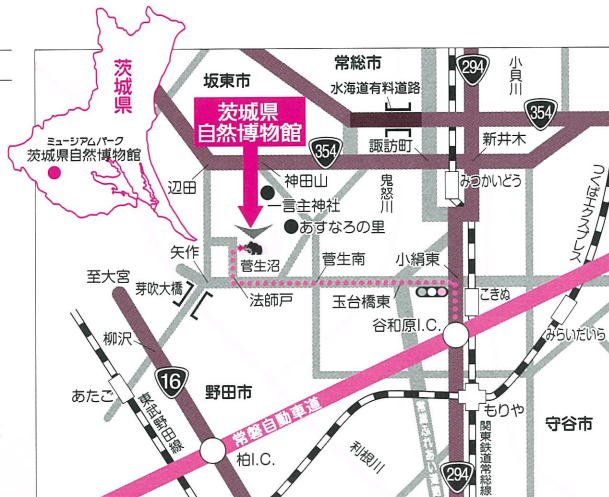 茨城県
ミュージアムパーク
茨城県自然博物館
坂東市
常総市
水海道有料道路
294
小貝川
354
茨城県
自然博物館
354
諏訪町
新井木
辺田
神田山
鬼怒川
みつかいどう
つくばエクスプレス
一言主神社
あすなろの里
矢作
菅生沼
菅生南
小絹東
至大宮
芽吹大橋
法師戸
玉台橋東
こきぬ
谷和原I.C.
みらいだいら
柳沢
あたご
16
東武野田線
野田市
常磐自動車道
もりや
守谷市
柏I.C.
利根川
関東鉄道常総線
294